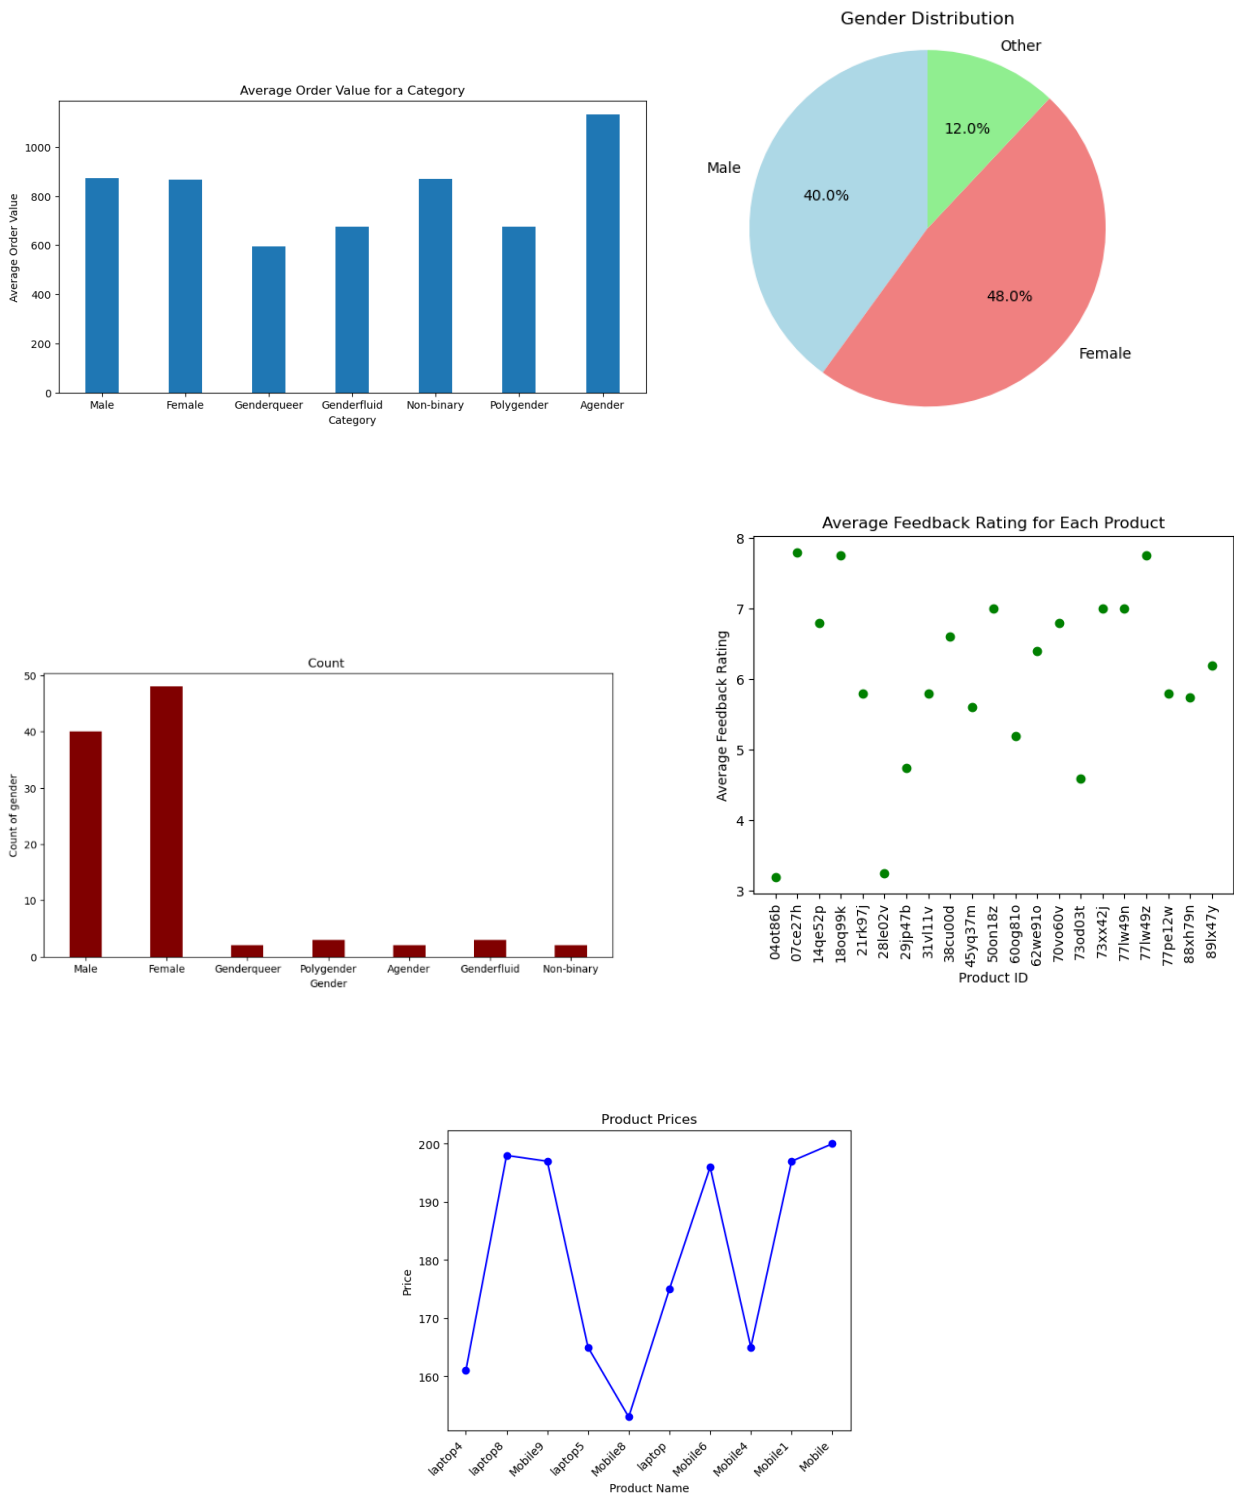 Average Order Value for a Category
Average Order Value
1000
800
600
400
200
0
Male Female Genderqueer Genderfluid Non-binary Polygender Agender
Category
Gender Distribution
Other
12.0%
Male
40.0%
48.0%
Female
Count
Count of gender
50
40
30
20
10
0
Male Female Genderqueer Polygender Agender Genderfluid Non-binary
Gender
Average Feedback Rating for Each Product
Average Feedback Rating
8
7
6
5
4
3
04ot86b
07ce27h
14qe52p
18oq99k
21rk97j
28le02v
29jp47b
31vl11v
38cu00d
45yq37m
50on18z
60og81o
62we91o
70vo60v
73od03t
73xx42j
77lw49n
77lw49z
77pe12w
88xh79n
89lx47y
Product ID
Product Prices
Price
200
190
180
170
160
laptop4
laptop8
Mobile9
laptop5
Mobile8
laptop
Mobile6
Mobile4
Mobile1
Mobile
Product Name